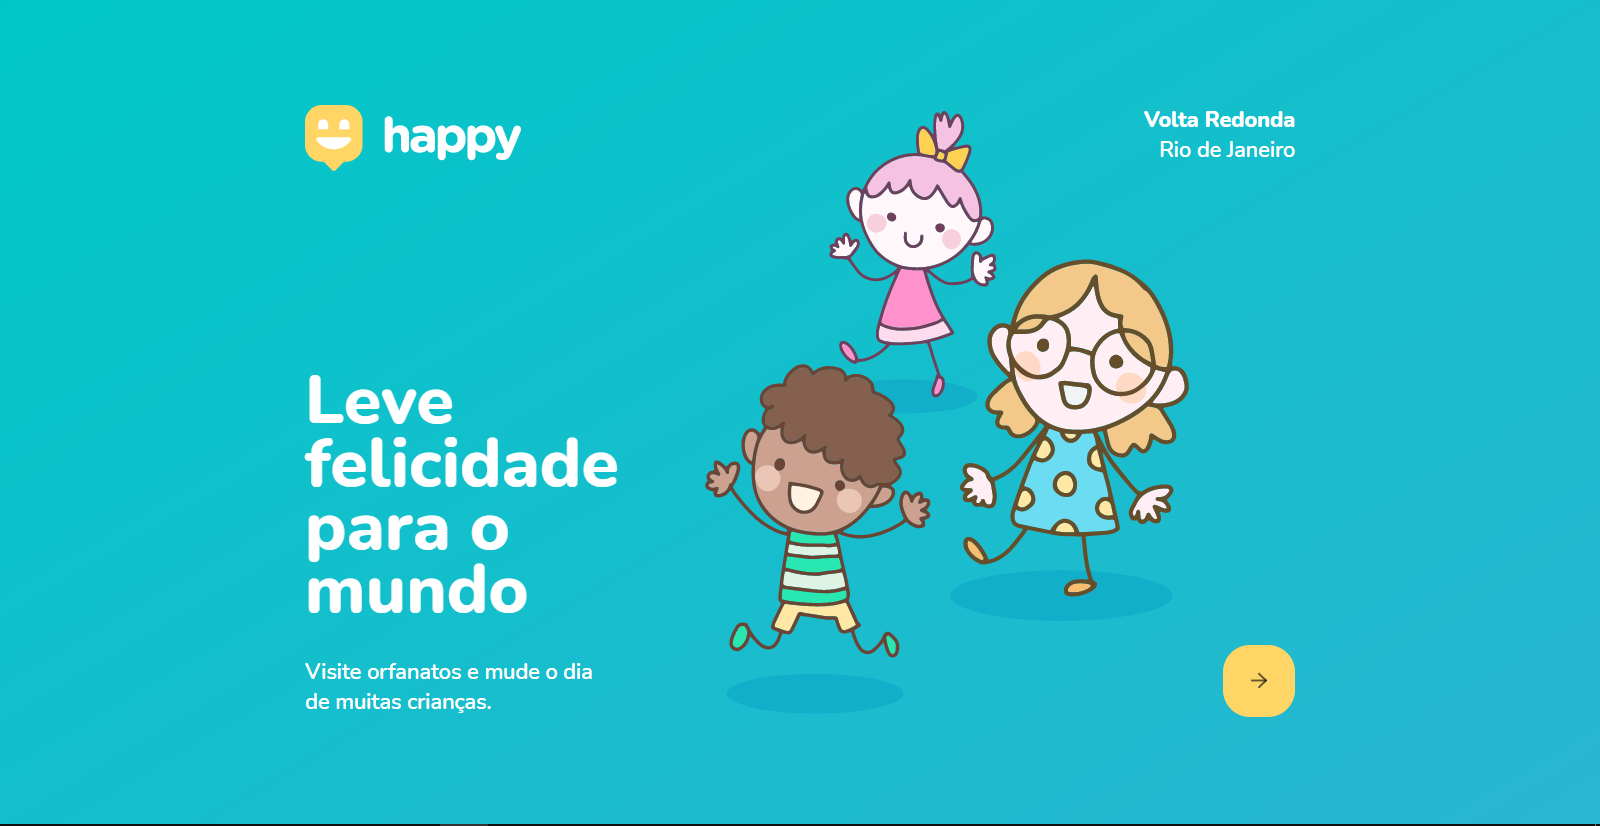 happy
Volta Redonda
Rio de Janeiro
Leve
felicidade
para o
mundo
Visite orfanatos e mude o dia
de muitas crianças.